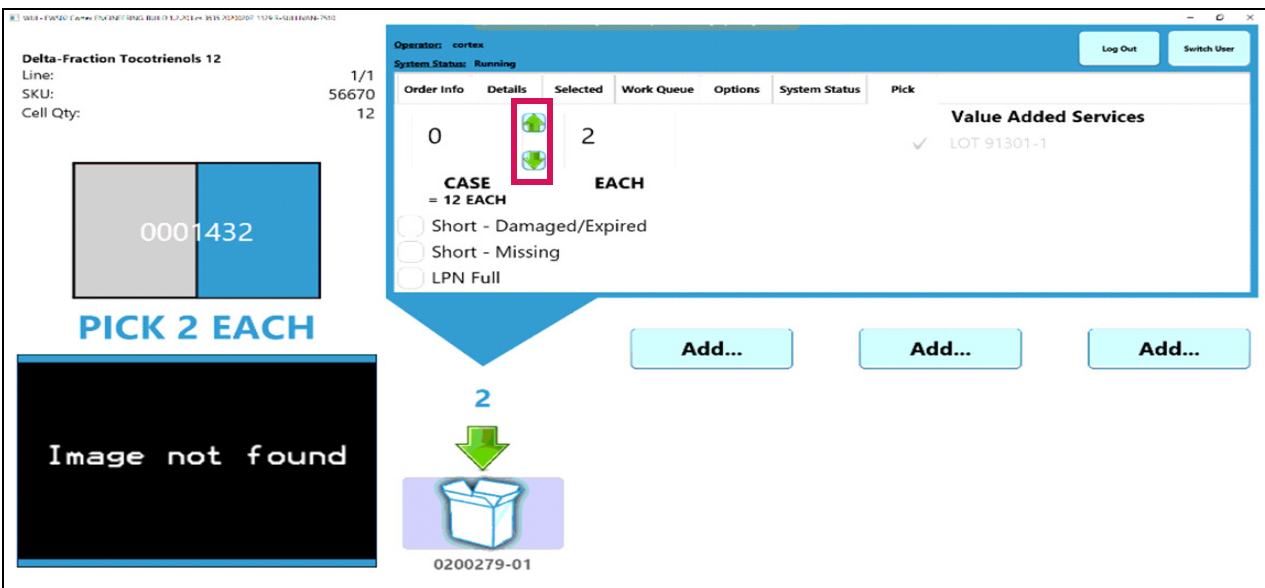 Delta-Fraction Tocotrienols 12
Line: 1/1
SKU: 56670
Cell Qty: 12
0001432
PICK 2 EACH
Image not found
Operator: cortex
System Status: Running
Log Out
Switch User
Order Info Details Selected Work Queue Options System Status Pick
0 2
CASE EACH
= 12 EACH
Value Added Services
LOT 91301-1
Short - Damaged/Expired
Short - Missing
LPN Full
Add... Add... Add...
2
0200279-01